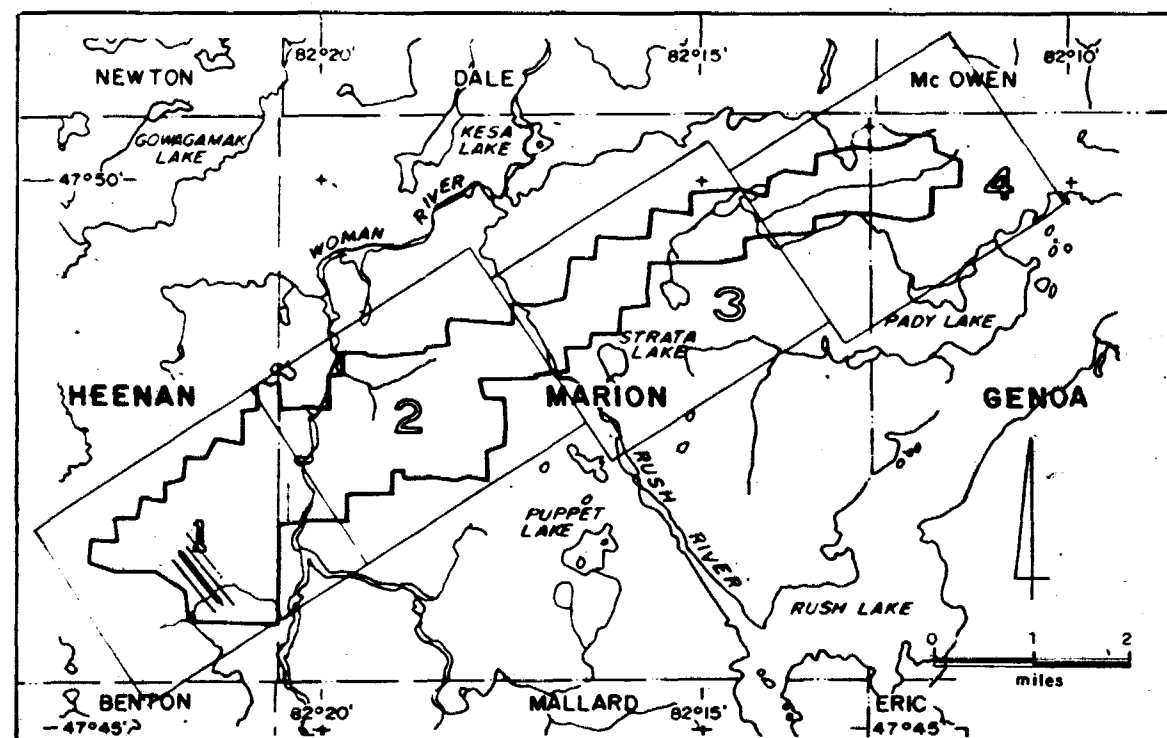 82°20'
82°15'
82°10'
NEWTON
DALE
Mc OWEN
GOWAGAMAK
LAKE
KESA
LAKE
47°50'
47°50'
4
WOMAN
RIVER
3
PADY LAKE
STRATA
LAKE
HEENAN
2
MARION
GENOA
RUSH
RIVER
PUPPET
LAKE
1
RUSH LAKE
0 1 2
miles
BENTON
MALLARD
ERIC
47°45'
82°20'
82°15'
47°45'